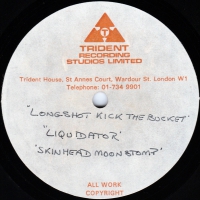 TRIDENT
RECORDING
STUDIOS LIMITED
Trident House, St Annes Court, Wardour St. London W1
Telephone: 01-734 9901
"LONGSHOT KICK THE BUCKET"
"LIQUIDATOR"
"SKINHEAD MOONSTOMP"
ALL WORK
COPYRIGHT